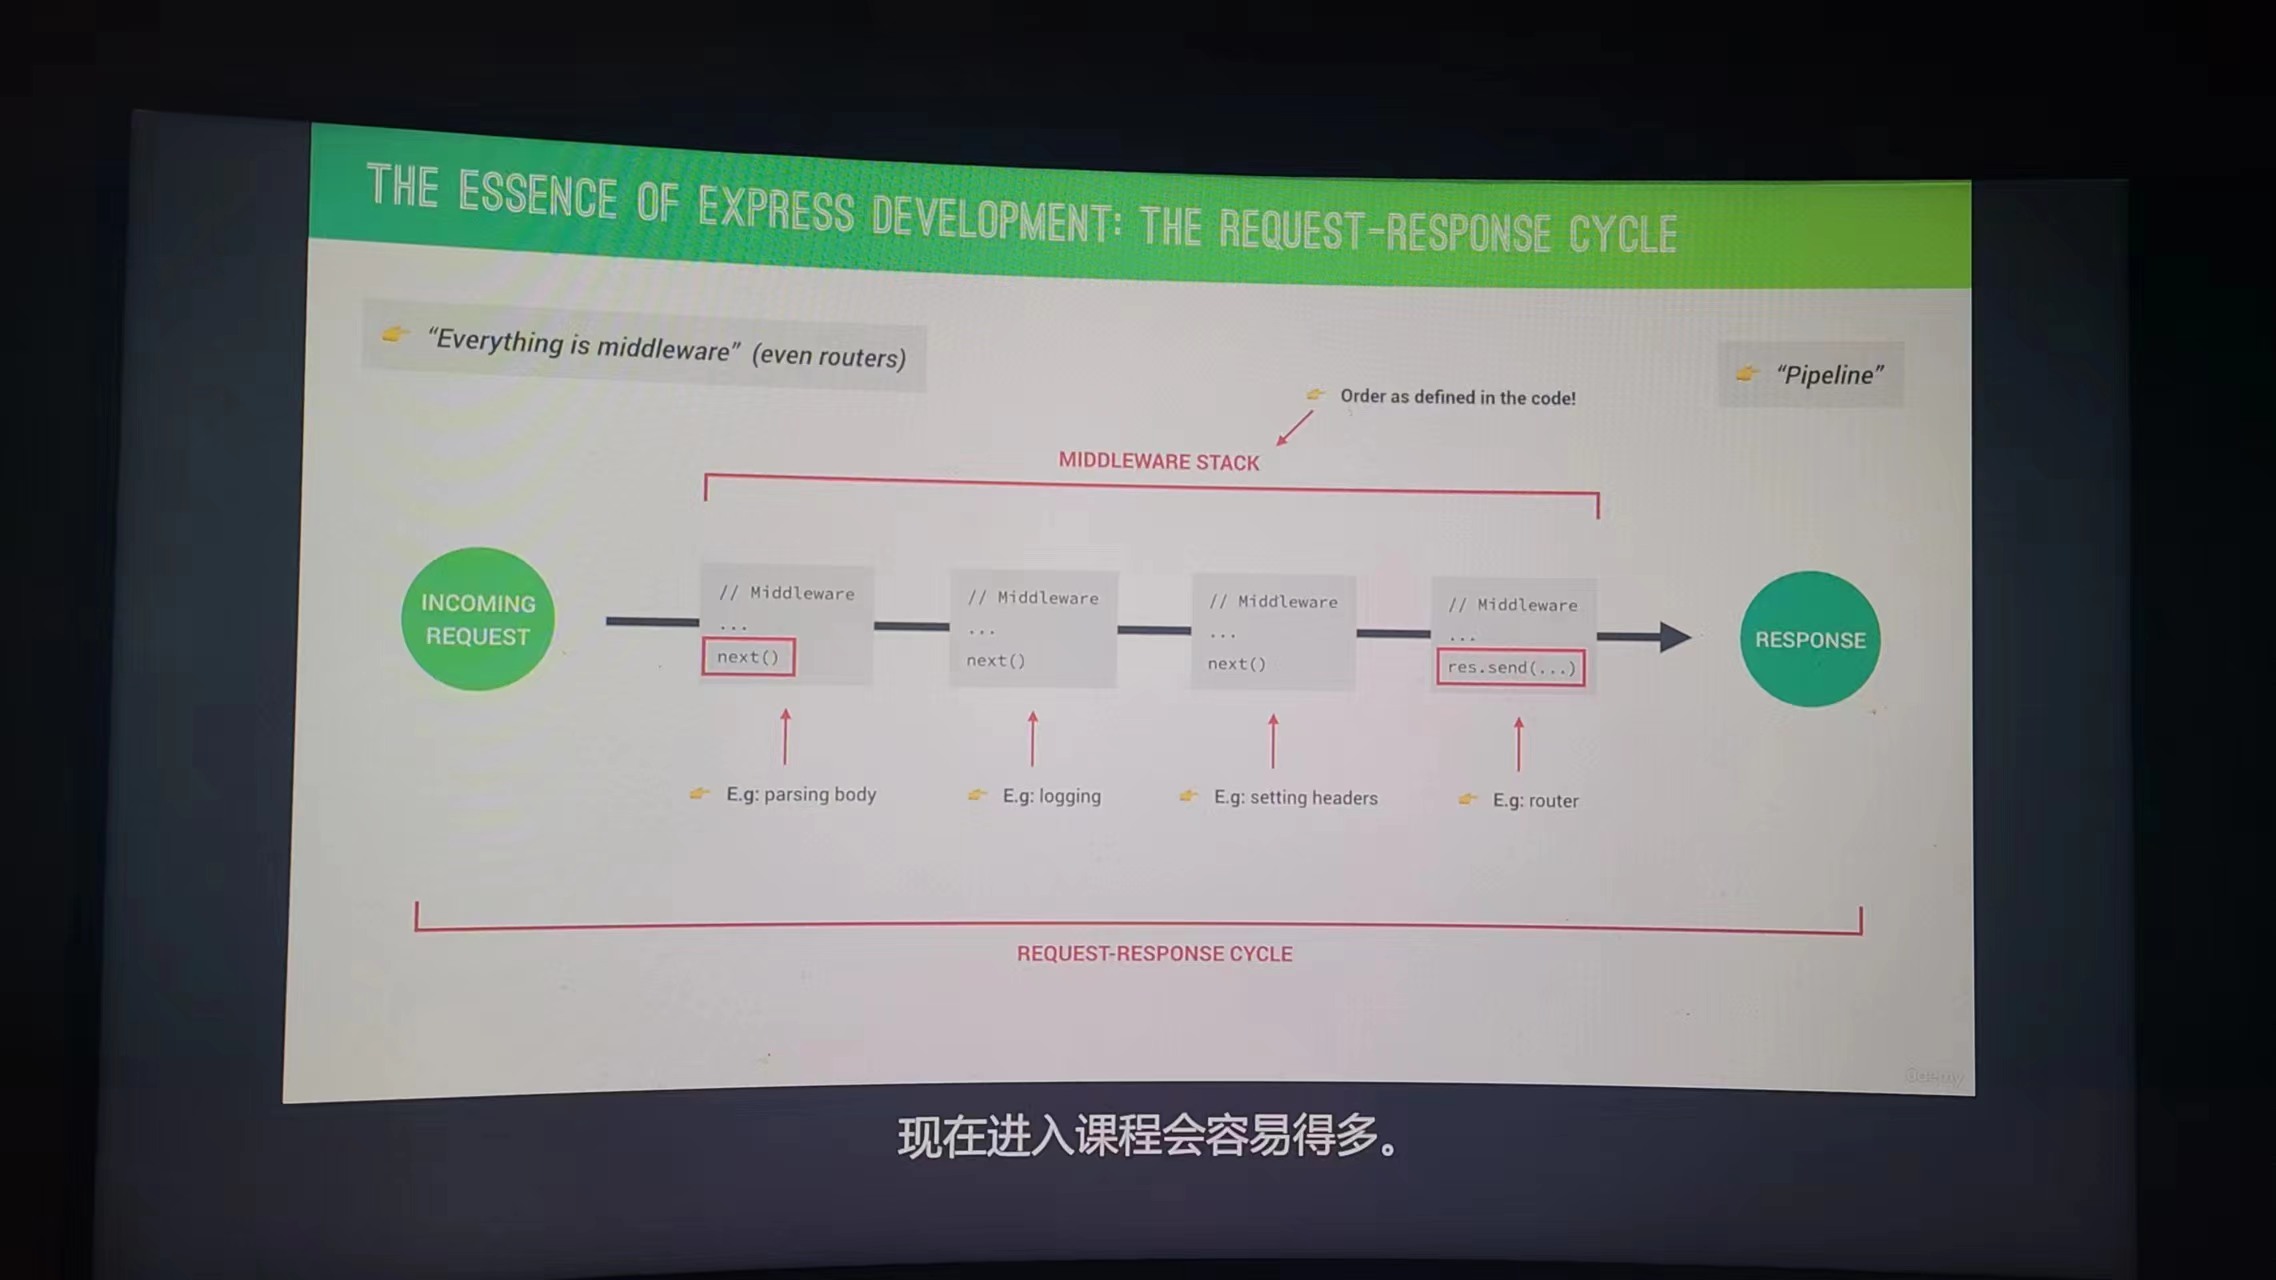 THE ESSENCE OF EXPRESS DEVELOPMENT: THE REQUEST-RESPONSE CYCLE
"Everything is middleware" (even routers)
"Pipeline"
Order as defined in the code!
MIDDLEWARE STACK
INCOMING
REQUEST
// Middleware
...
next()
// Middleware
...
next()
// Middleware
...
next()
// Middleware
...
res.send(...)
RESPONSE
E.g: parsing body
E.g: logging
E.g: setting headers
E.g: router
REQUEST-RESPONSE CYCLE
Udemy
现在进入课程会容易得多。